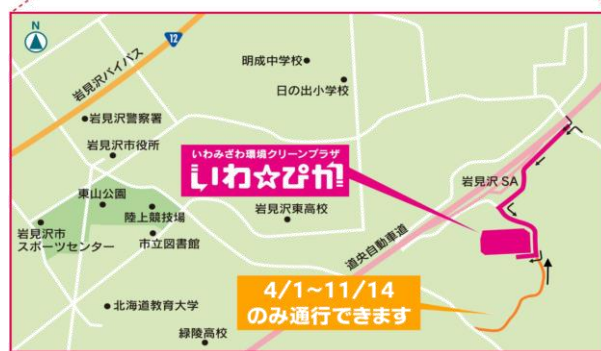 N
12
岩見沢バイパス
明成中学校
日の出小学校
岩見沢警察署
岩見沢市役所
いわみざわ環境クリーンプラザ
いわ☆ぴか!
岩見沢 SA
東山公園
陸上競技場
岩見沢東高校
岩見沢市
スポーツセンター
市立図書館
道央自動車道
4/1~11/14
のみ通行できます
北海道教育大学
緑陵高校